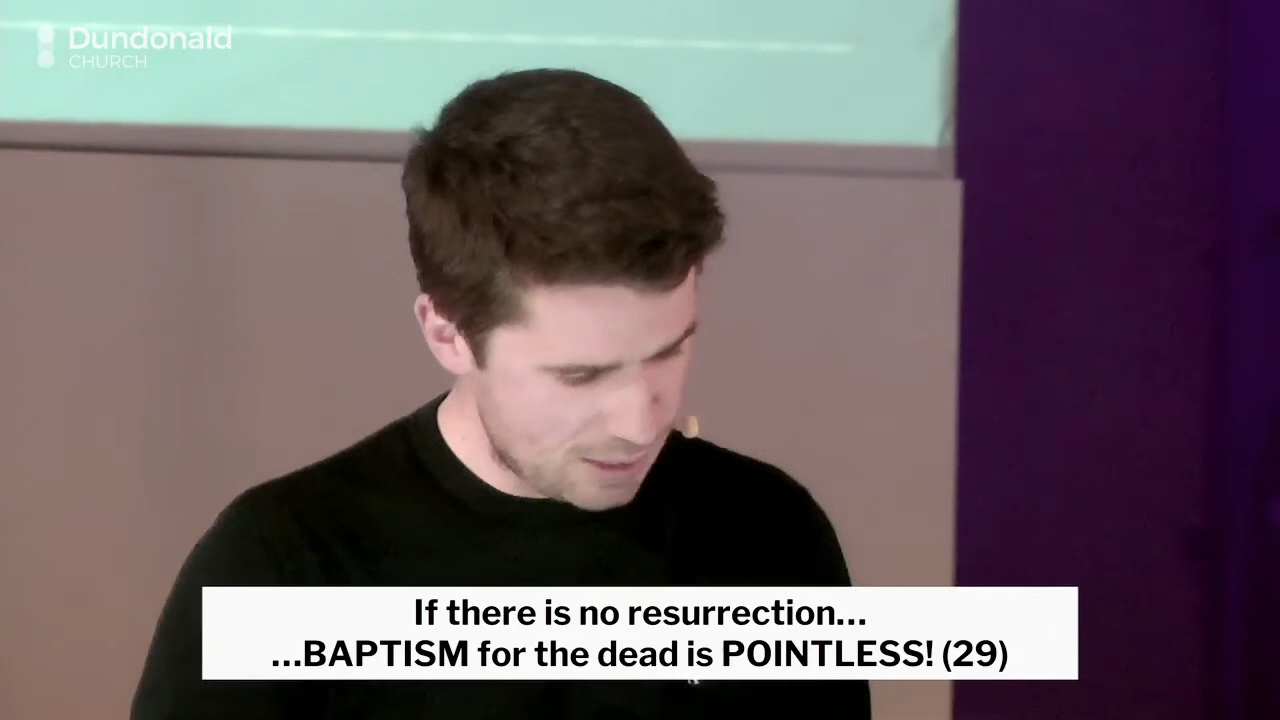 Dundonald
CHURCH
If there is no resurrection...
...BAPTISM for the dead is POINTLESS! (29)